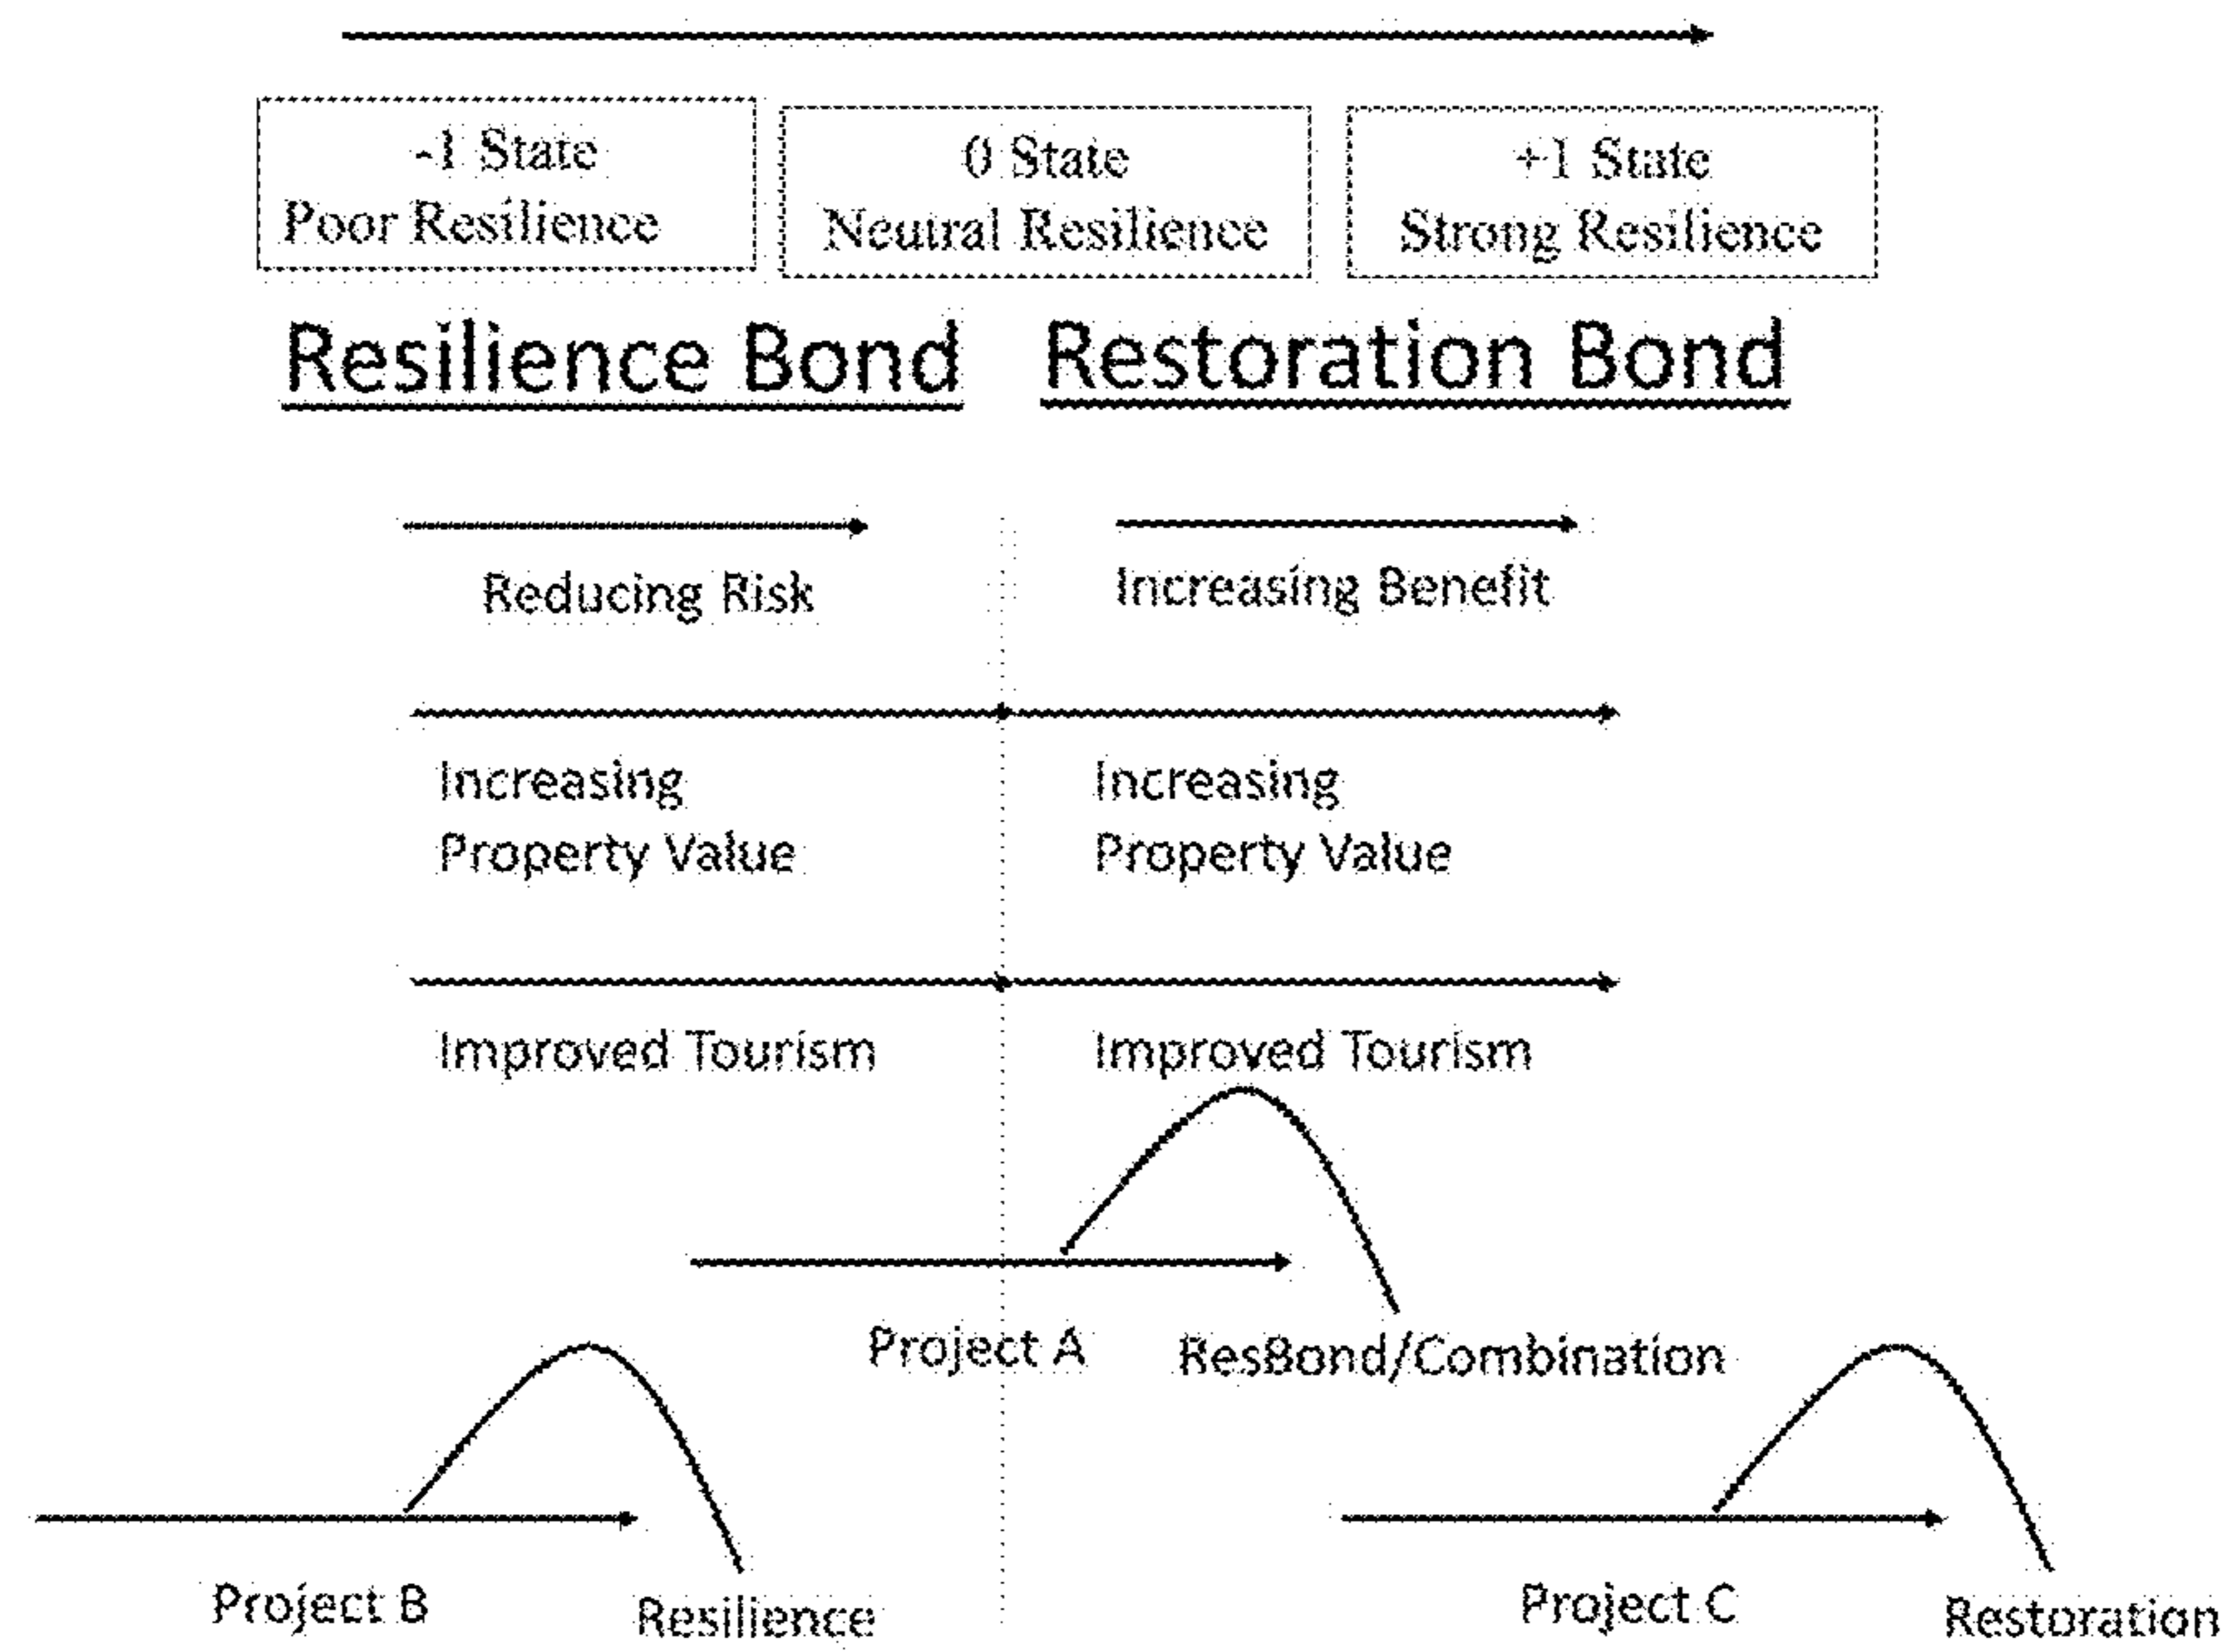 -1 State
Poor Resilience
0 State
Neutral Resilience
+1 State
Strong Resilience
Resilience Bond
Restoration Bond
Reducing Risk
Increasing Benefit
Increasing
Property Value
Increasing
Property Value
Improved Tourism
Improved Tourism
Project A
ResBond/Combination
Project B
Resilience
Project C
Restoration